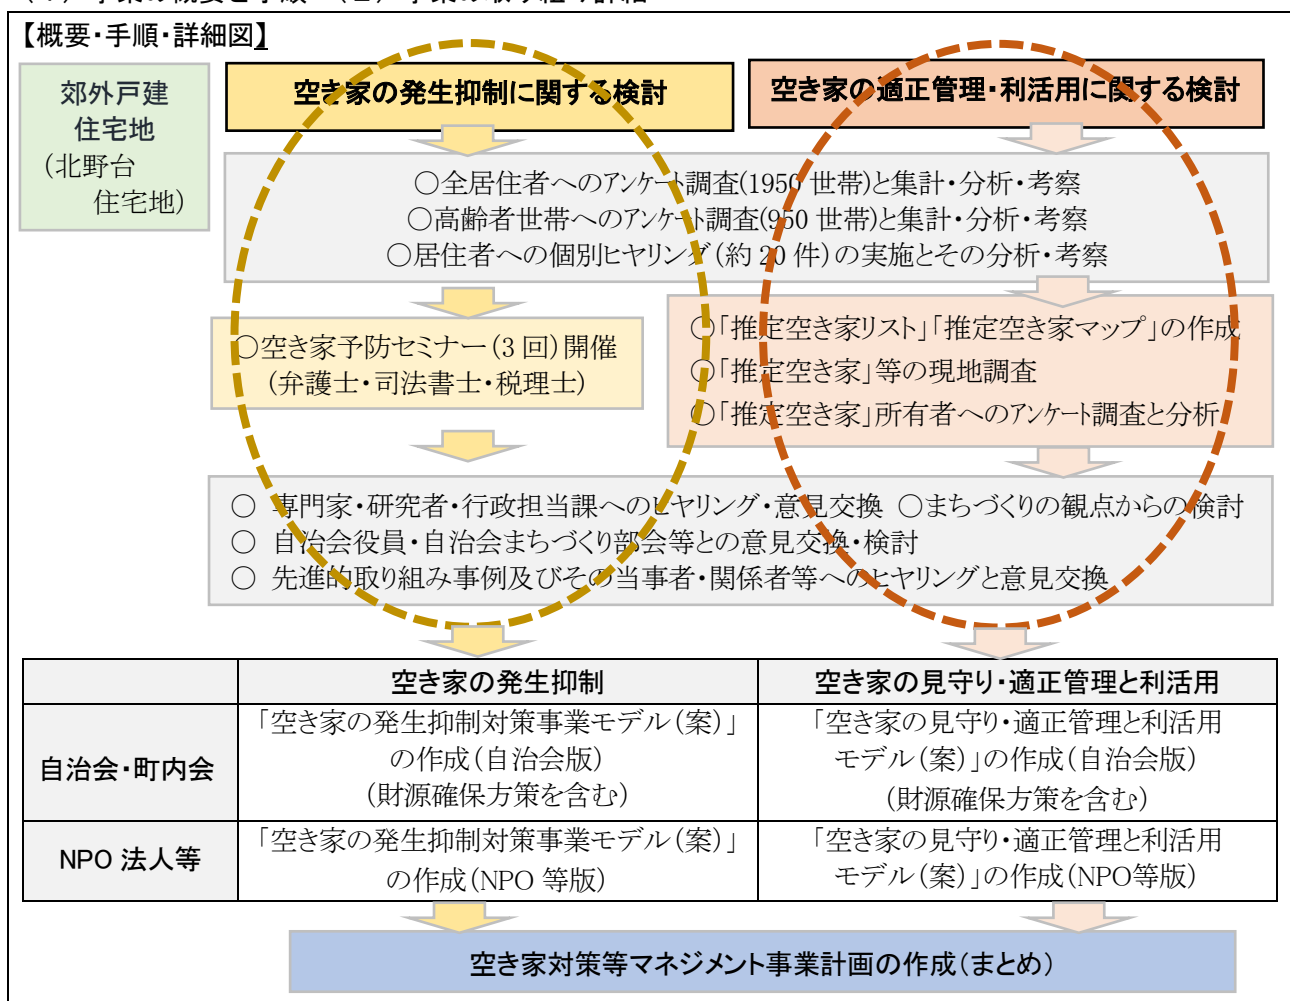 【概要・手順・詳細図】
郊外戸建
住宅地
(北野台
住宅地)
空き家の発生抑制に関する検討
空き家の適正管理・利活用に関する検討
○全居住者へのアンケート調査(1950 世帯)と集計・分析・考察
○高齢者世帯へのアンケート調査(950 世帯)と集計・分析・考察
○居住者への個別ヒヤリング(約 20 件)の実施とその分析・考察
○空き家予防セミナー(3 回)開催
(弁護士・司法書士・税理士)
○「推定空き家リスト」「推定空き家マップ」の作成
○「推定空き家」等の現地調査
○「推定空き家」所有者へのアンケート調査と分析
○ 専門家・研究者・行政担当課へのヒヤリング・意見交換 ○まちづくりの観点からの検討
○ 自治会役員・自治会まちづくり部会等との意見交換・検討
○ 先進的取り組み事例及びその当事者・関係者等へのヒヤリングと意見交換
空き家の発生抑制
空き家の見守り・適正管理と利活用
自治会・町内会
「空き家の発生抑制対策事業モデル(案)」
の作成(自治会版)
(財源確保方策を含む)
「空き家の見守り・適正管理と利活用
モデル(案)」の作成(自治会版)
(財源確保方策を含む)
NPO 法人等
「空き家の発生抑制対策事業モデル(案)」
の作成(NPO 等版)
「空き家の見守り・適正管理と利活用
モデル(案)」の作成(NPO等版)
空き家対策等マネジメント事業計画の作成(まとめ)